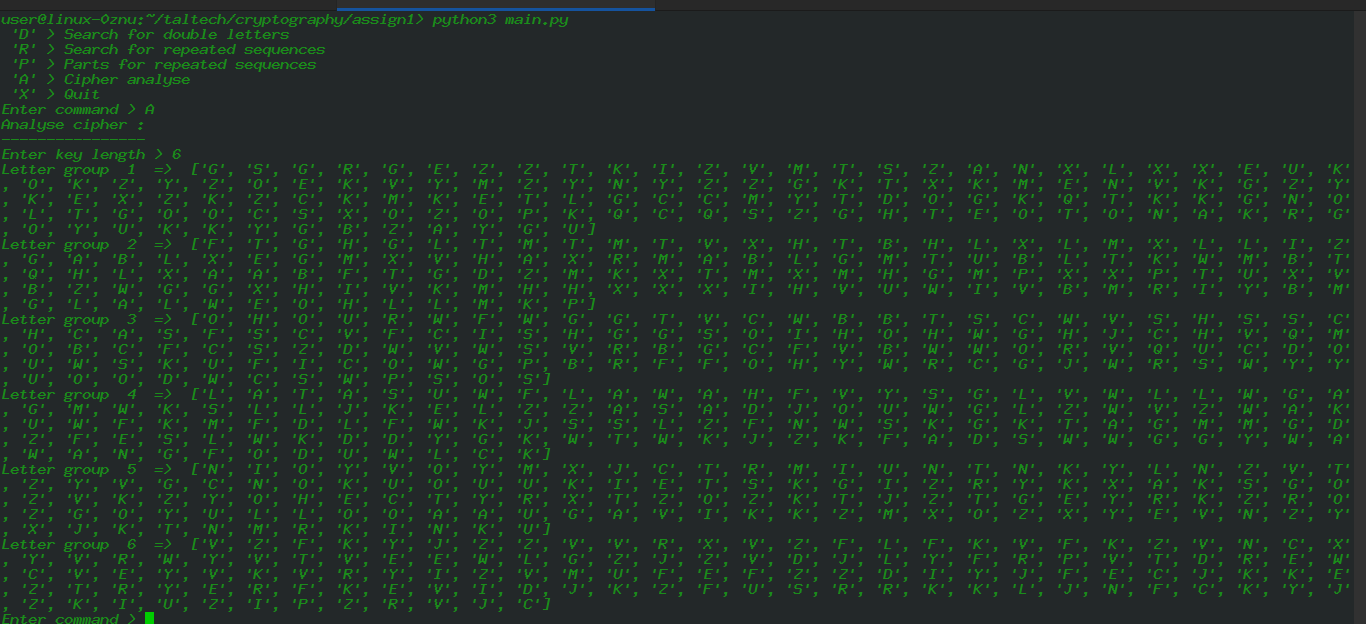 user@linux-0znu:~/taltech/cryptography/assign1> python3 main.py
'D' > Search for double letters
'R' > Search for repeated sequences
'P' > Parts for repeated sequences
'A' > Cipher analyse
'X' > Quit
Enter command > A
Analyse cipher :
----------------
Enter key length > 6
Letter group  1  =>  ['G', 'S', 'G', 'R', 'G', 'E', 'Z', 'Z', 'T', 'K', 'I', 'Z', 'V', 'M', 'T', 'S', 'Z', 'A', 'N', 'X', 'L', 'X', 'X', 'E', 'U', 'K'
, 'O', 'K', 'Z', 'Y', 'Z', 'O', 'E', 'K', 'V', 'Y', 'M', 'Z', 'Y', 'N', 'Y', 'Z', 'Z', 'G', 'K', 'T', 'X', 'K', 'M', 'E', 'N', 'V', 'K', 'G', 'Z', 'Y'
, 'K', 'E', 'X', 'Z', 'K', 'Z', 'C', 'K', 'M', 'K', 'E', 'T', 'L', 'G', 'C', 'C', 'M', 'Y', 'T', 'D', 'O', 'G', 'K', 'Q', 'T', 'K', 'K', 'G', 'N', 'O'
, 'L', 'T', 'G', 'O', 'O', 'C', 'S', 'X', 'O', 'Z', 'O', 'P', 'K', 'Q', 'C', 'Q', 'S', 'Z', 'G', 'H', 'T', 'E', 'O', 'T', 'O', 'N', 'A', 'K', 'R', 'G'
, 'O', 'Y', 'U', 'K', 'K', 'Y', 'G', 'B', 'Z', 'A', 'Y', 'G', 'U']
Letter group  2  =>  ['F', 'T', 'G', 'H', 'G', 'L', 'T', 'M', 'T', 'M', 'T', 'V', 'X', 'H', 'T', 'B', 'H', 'L', 'X', 'L', 'M', 'X', 'L', 'L', 'I', 'Z'
, 'G', 'A', 'B', 'L', 'X', 'E', 'G', 'M', 'X', 'V', 'H', 'A', 'X', 'R', 'M', 'A', 'B', 'L', 'G', 'M', 'T', 'U', 'B', 'L', 'T', 'K', 'W', 'M', 'B', 'T'
, 'Q', 'H', 'L', 'X', 'A', 'A', 'B', 'F', 'T', 'G', 'D', 'Z', 'M', 'K', 'X', 'T', 'M', 'X', 'M', 'H', 'G', 'M', 'P', 'X', 'X', 'P', 'T', 'U', 'X', 'V'
, 'B', 'Z', 'W', 'G', 'G', 'X', 'H', 'I', 'V', 'K', 'M', 'H', 'H', 'X', 'X', 'X', 'I', 'H', 'V', 'U', 'W', 'I', 'V', 'B', 'M', 'R', 'I', 'Y', 'B', 'M'
, 'G', 'L', 'A', 'L', 'W', 'E', 'O', 'H', 'L', 'L', 'M', 'K', 'P']
Letter group  3  =>  ['O', 'H', 'O', 'U', 'R', 'W', 'F', 'W', 'G', 'G', 'T', 'V', 'C', 'W', 'B', 'B', 'T', 'S', 'C', 'W', 'V', 'S', 'H', 'S', 'S', 'C'
, 'H', 'C', 'A', 'S', 'F', 'S', 'C', 'V', 'F', 'C', 'I', 'S', 'H', 'G', 'G', 'S', 'O', 'I', 'H', 'O', 'H', 'W', 'G', 'H', 'J', 'C', 'H', 'V', 'Q', 'M'
, 'O', 'B', 'C', 'F', 'C', 'S', 'Z', 'D', 'W', 'V', 'W', 'S', 'V', 'R', 'B', 'G', 'C', 'F', 'V', 'B', 'W', 'W', 'O', 'R', 'V', 'Q', 'U', 'C', 'D', 'O'
, 'U', 'W', 'S', 'K', 'U', 'F', 'I', 'C', 'O', 'W', 'G', 'P', 'B', 'R', 'F', 'F', 'O', 'H', 'Y', 'W', 'R', 'C', 'G', 'J', 'W', 'R', 'S', 'W', 'Y', 'Y'
, 'U', 'O', 'O', 'D', 'W', 'C', 'S', 'W', 'P', 'S', 'O', 'S']
Letter group  4  =>  ['L', 'A', 'T', 'A', 'S', 'U', 'W', 'F', 'L', 'A', 'W', 'A', 'H', 'F', 'V', 'Y', 'S', 'G', 'L', 'V', 'W', 'L', 'L', 'W', 'G', 'A'
, 'G', 'M', 'W', 'K', 'S', 'L', 'L', 'J', 'K', 'E', 'L', 'Z', 'Z', 'A', 'S', 'A', 'D', 'J', 'O', 'U', 'W', 'G', 'L', 'Z', 'W', 'V', 'Z', 'W', 'A', 'K'
, 'U', 'W', 'F', 'K', 'M', 'F', 'D', 'L', 'F', 'W', 'K', 'J', 'S', 'S', 'L', 'Z', 'F', 'N', 'W', 'S', 'K', 'G', 'K', 'T', 'A', 'G', 'M', 'M', 'G', 'D'
, 'Z', 'F', 'E', 'S', 'L', 'W', 'K', 'D', 'D', 'Y', 'G', 'K', 'W', 'T', 'W', 'K', 'J', 'Z', 'K', 'F', 'A', 'D', 'S', 'W', 'W', 'G', 'G', 'Y', 'W', 'A'
, 'W', 'A', 'N', 'G', 'F', 'O', 'D', 'U', 'W', 'L', 'C', 'K']
Letter group  5  =>  ['N', 'I', 'O', 'Y', 'V', 'O', 'Y', 'M', 'X', 'J', 'C', 'T', 'R', 'M', 'I', 'U', 'N', 'T', 'N', 'K', 'Y', 'L', 'N', 'Z', 'V', 'T'
, 'Z', 'Y', 'V', 'G', 'C', 'N', 'O', 'K', 'U', 'O', 'U', 'U', 'K', 'I', 'E', 'T', 'S', 'K', 'G', 'I', 'Z', 'R', 'Y', 'K', 'X', 'A', 'K', 'S', 'G', 'O'
, 'Z', 'V', 'K', 'Z', 'Y', 'O', 'H', 'E', 'C', 'T', 'Y', 'R', 'X', 'T', 'Z', 'O', 'Z', 'K', 'T', 'J', 'Z', 'T', 'G', 'E', 'Y', 'R', 'K', 'Z', 'R', 'O'
, 'Z', 'G', 'O', 'Y', 'U', 'L', 'L', 'O', 'O', 'A', 'A', 'U', 'G', 'A', 'V', 'I', 'K', 'K', 'Z', 'M', 'X', 'O', 'Z', 'X', 'Y', 'E', 'V', 'N', 'Z', 'Y'
, 'X', 'J', 'K', 'T', 'N', 'M', 'R', 'K', 'I', 'N', 'K', 'U']
Letter group  6  =>  ['V', 'Z', 'F', 'K', 'Y', 'J', 'Z', 'Z', 'V', 'V', 'R', 'X', 'V', 'Z', 'F', 'L', 'F', 'K', 'V', 'F', 'K', 'Z', 'V', 'N', 'C', 'X'
, 'Y', 'V', 'R', 'W', 'Y', 'V', 'T', 'V', 'E', 'E', 'W', 'L', 'G', 'Z', 'J', 'Z', 'V', 'D', 'J', 'L', 'Y', 'F', 'R', 'P', 'V', 'T', 'D', 'R', 'E', 'W'
, 'C', 'V', 'E', 'Y', 'V', 'K', 'V', 'R', 'Y', 'I', 'Z', 'V', 'M', 'U', 'F', 'E', 'F', 'Z', 'Z', 'D', 'I', 'Y', 'J', 'F', 'E', 'C', 'J', 'K', 'K', 'E'
, 'Z', 'T', 'R', 'Y', 'E', 'R', 'F', 'K', 'E', 'V', 'I', 'D', 'J', 'K', 'Z', 'F', 'U', 'S', 'R', 'R', 'K', 'K', 'L', 'J', 'N', 'F', 'C', 'K', 'Y', 'J'
, 'Z', 'K', 'I', 'U', 'Z', 'I', 'P', 'Z', 'R', 'V', 'J', 'C']
Enter command >